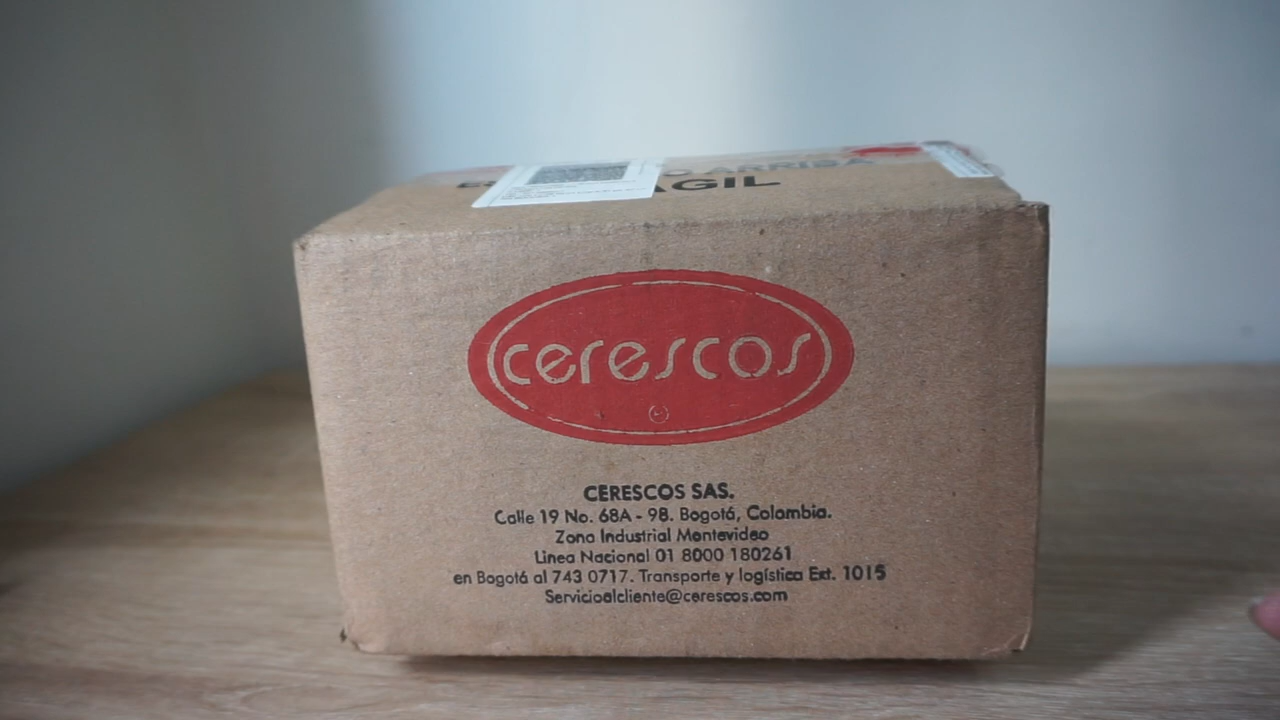 ARRIBA
AGIL
cerescos
CERESCOS SAS.
Calle 19 No. 68A - 98. Bogotá, Colombia.
Zona Industrial Montevideo
Linea Nacional 01 8000 180261
en Bogotá al 743 0717. Transporte y logística Ext. 1015
Servicioalcliente@cerescos.com